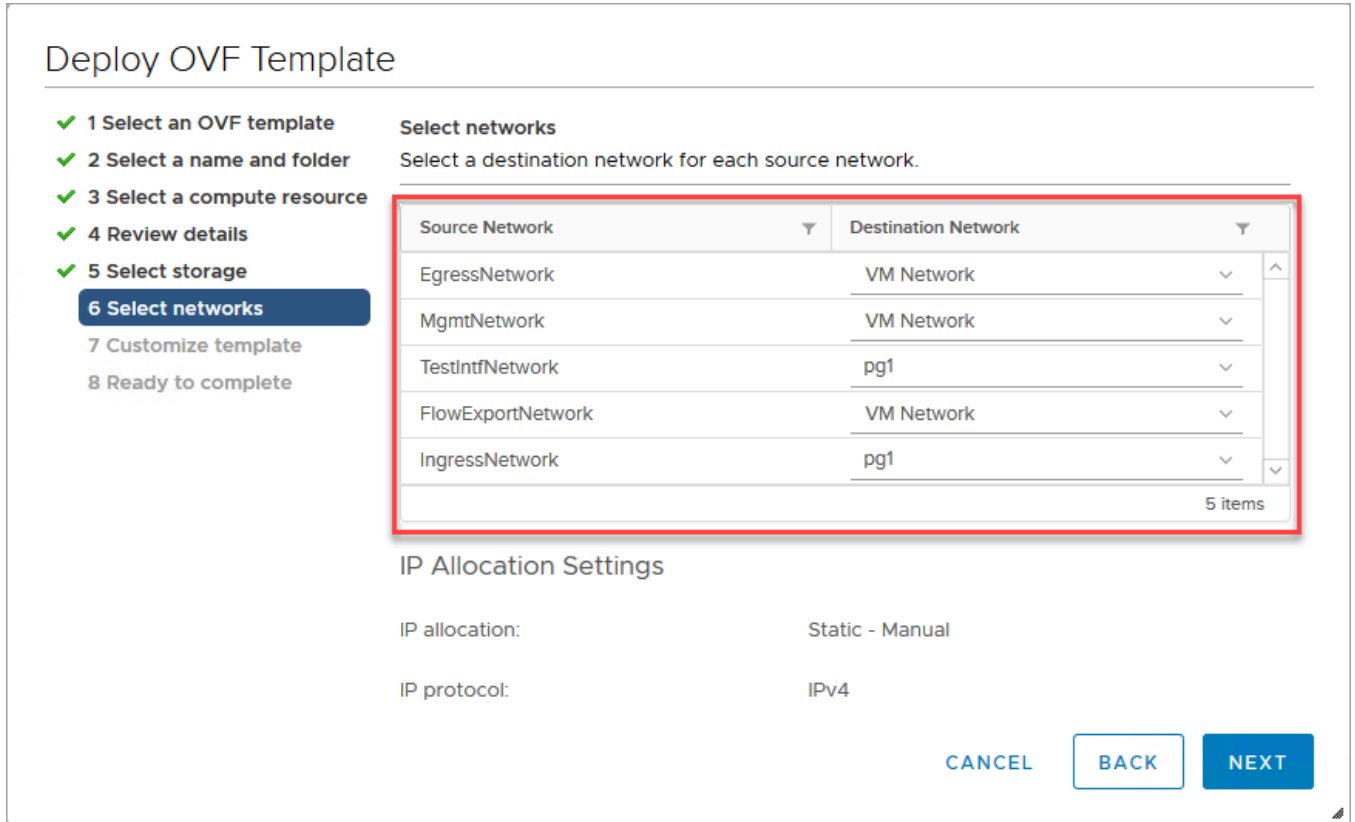 Deploy OVF Template
1 Select an OVF template
2 Select a name and folder
3 Select a compute resource
4 Review details
5 Select storage
6 Select networks
7 Customize template
8 Ready to complete
Select networks
Select a destination network for each source network.
Source Network Destination Network
EgressNetwork VM Network
MgmtNetwork VM Network
TestIntfNetwork pg1
FlowExportNetwork VM Network
IngressNetwork pg1
5 items
IP Allocation Settings
IP allocation: Static - Manual
IP protocol: IPv4
CANCEL BACK NEXT